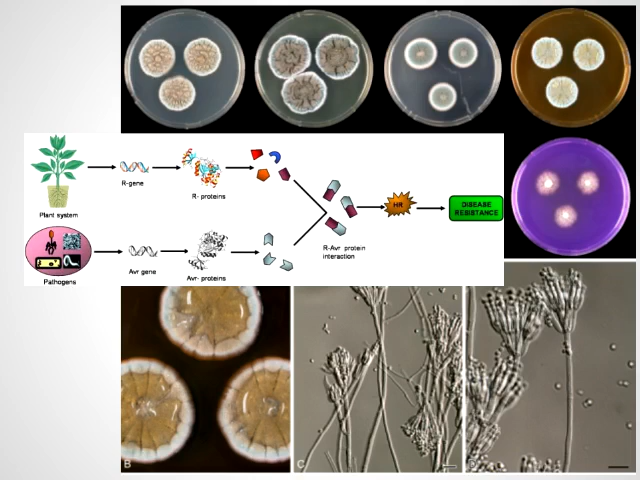 Plant system
R-gene
R- proteins
HR
DISEASE
RESISTANCE
R-Avr protein
interaction
Pathogens
Avr gene
Avr- proteins
B
C
D